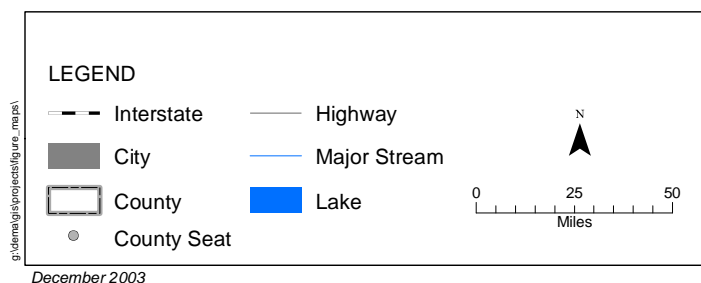 LEGEND
Interstate
Highway
City
Major Stream
County
Lake
County Seat
N
0 25 50
Miles
g:\dema\gis\projects\figure_maps\
December 2003